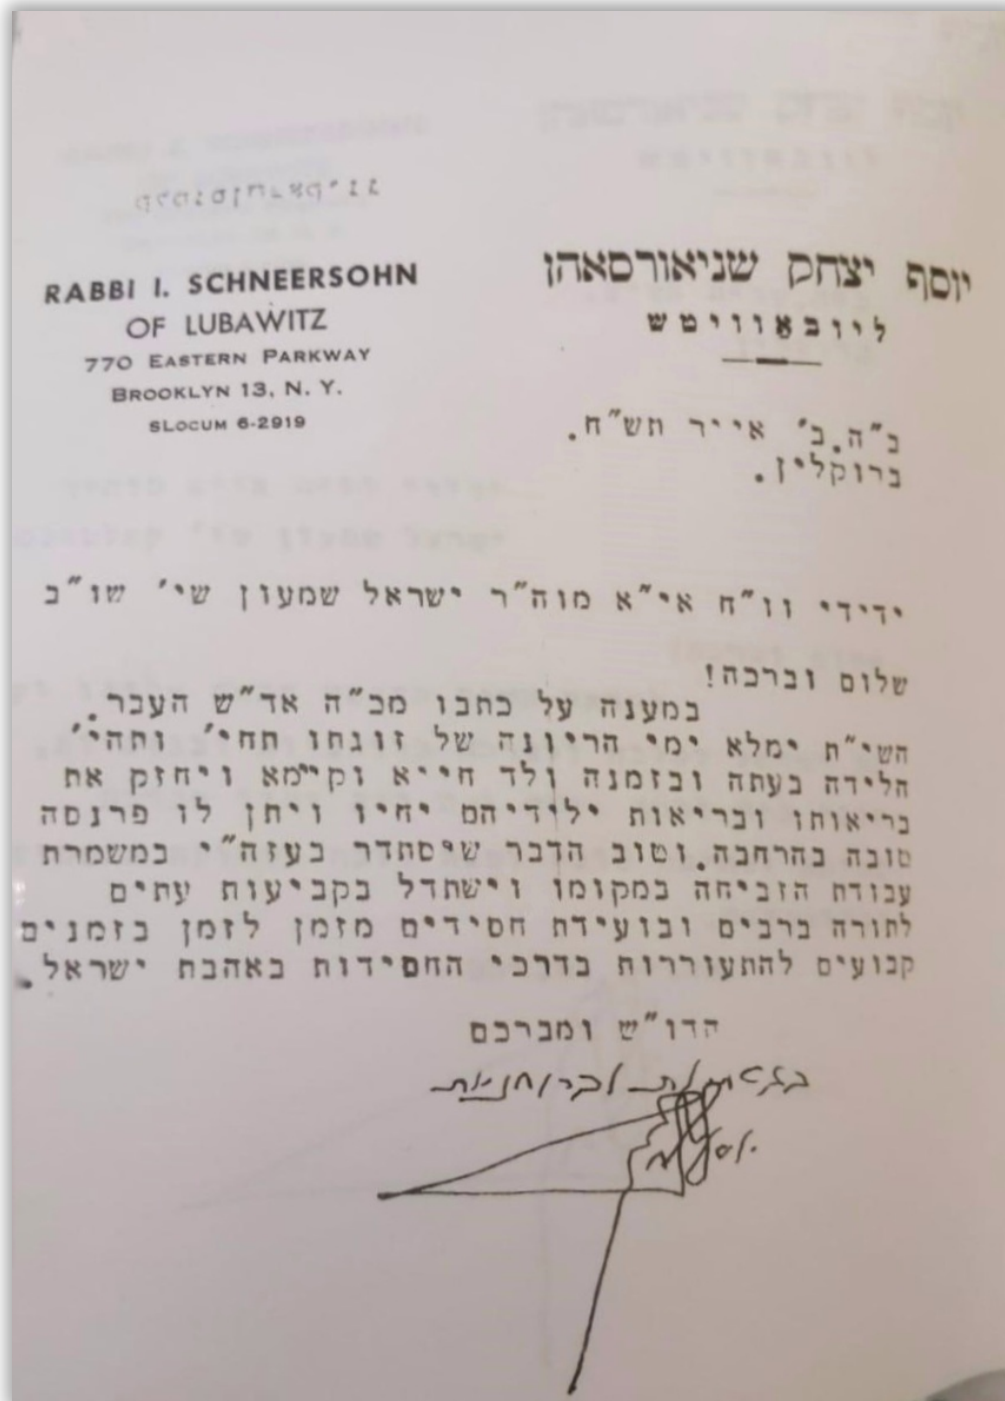 יוסף יצחק שניאורסאהן
ליובאוויטש
RABBI I. SCHNEERSOHN
OF LUBAWITZ
770 EASTERN PARKWAY
BROOKLYN 13, N. Y.
SLOCUM 6-2919
ב"ה. ב' אייר תש"ח.
ברוקלין.
ידידי וו"ח אי"א מוה"ר ישראל שמעון שי' שו"ב
שלום וברכה!
במענה על כתבו מכ"ה אד"ש העבר.
השי"ת ימלא ימי הריונה של זוגתו תחי' ותהי'
הלידה בעתה ובזמנה ולד חייא וקיימא ויחזק את
בריאותו ובריאות ילידיהם יחיו ויתן לו פרנסה
טובה בהרחבה. וטוב הדבר שיסתדר בעזה"י במשמרת
עבודת הזביחה במקומו וישתדל בקביעות עתים
לתורה ברבים ובועידת חסידים מזמן לזמן בזמנים
קבועים להתעוררות בדרכי החסידות באהבת ישראל.
הדו"ש ומברכם
בגשמיות וברוחניות